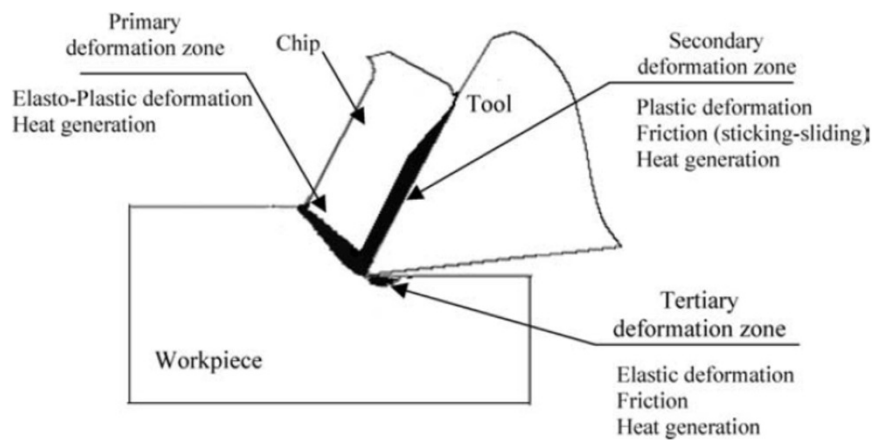 Primary
deformation zone
Elasto-Plastic deformation
Heat generation
Chip
Tool
Secondary
deformation zone
Plastic deformation
Friction (sticking-sliding)
Heat generation
Workpiece
Tertiary
deformation zone
Elastic deformation
Friction
Heat generation